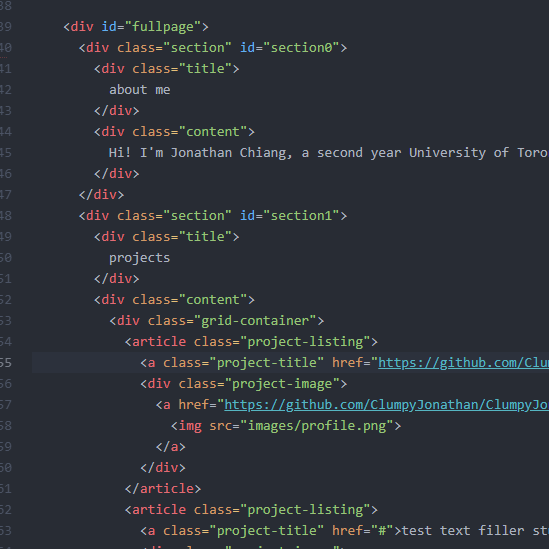 38
39 <div id="fullpage">
40 <div class="section" id="section0">
41 <div class="title">
42 about me
43 </div>
44 <div class="content">
45 Hi! I'm Jonathan Chiang, a second year University of Toro
46 </div>
47 </div>
48 <div class="section" id="section1">
49 <div class="title">
50 projects
51 </div>
52 <div class="content">
53 <div class="grid-container">
54 <article class="project-listing">
55 <a class="project-title" href="https://github.com/Clu
56 <div class="project-image">
57 <a href="https://github.com/ClumpyJonathan/ClumpyJo
58 <img src="images/profile.png">
59 </a>
60 </div>
61 </article>
62 <article class="project-listing">
63 <a class="project-title" href="#">test text filler st